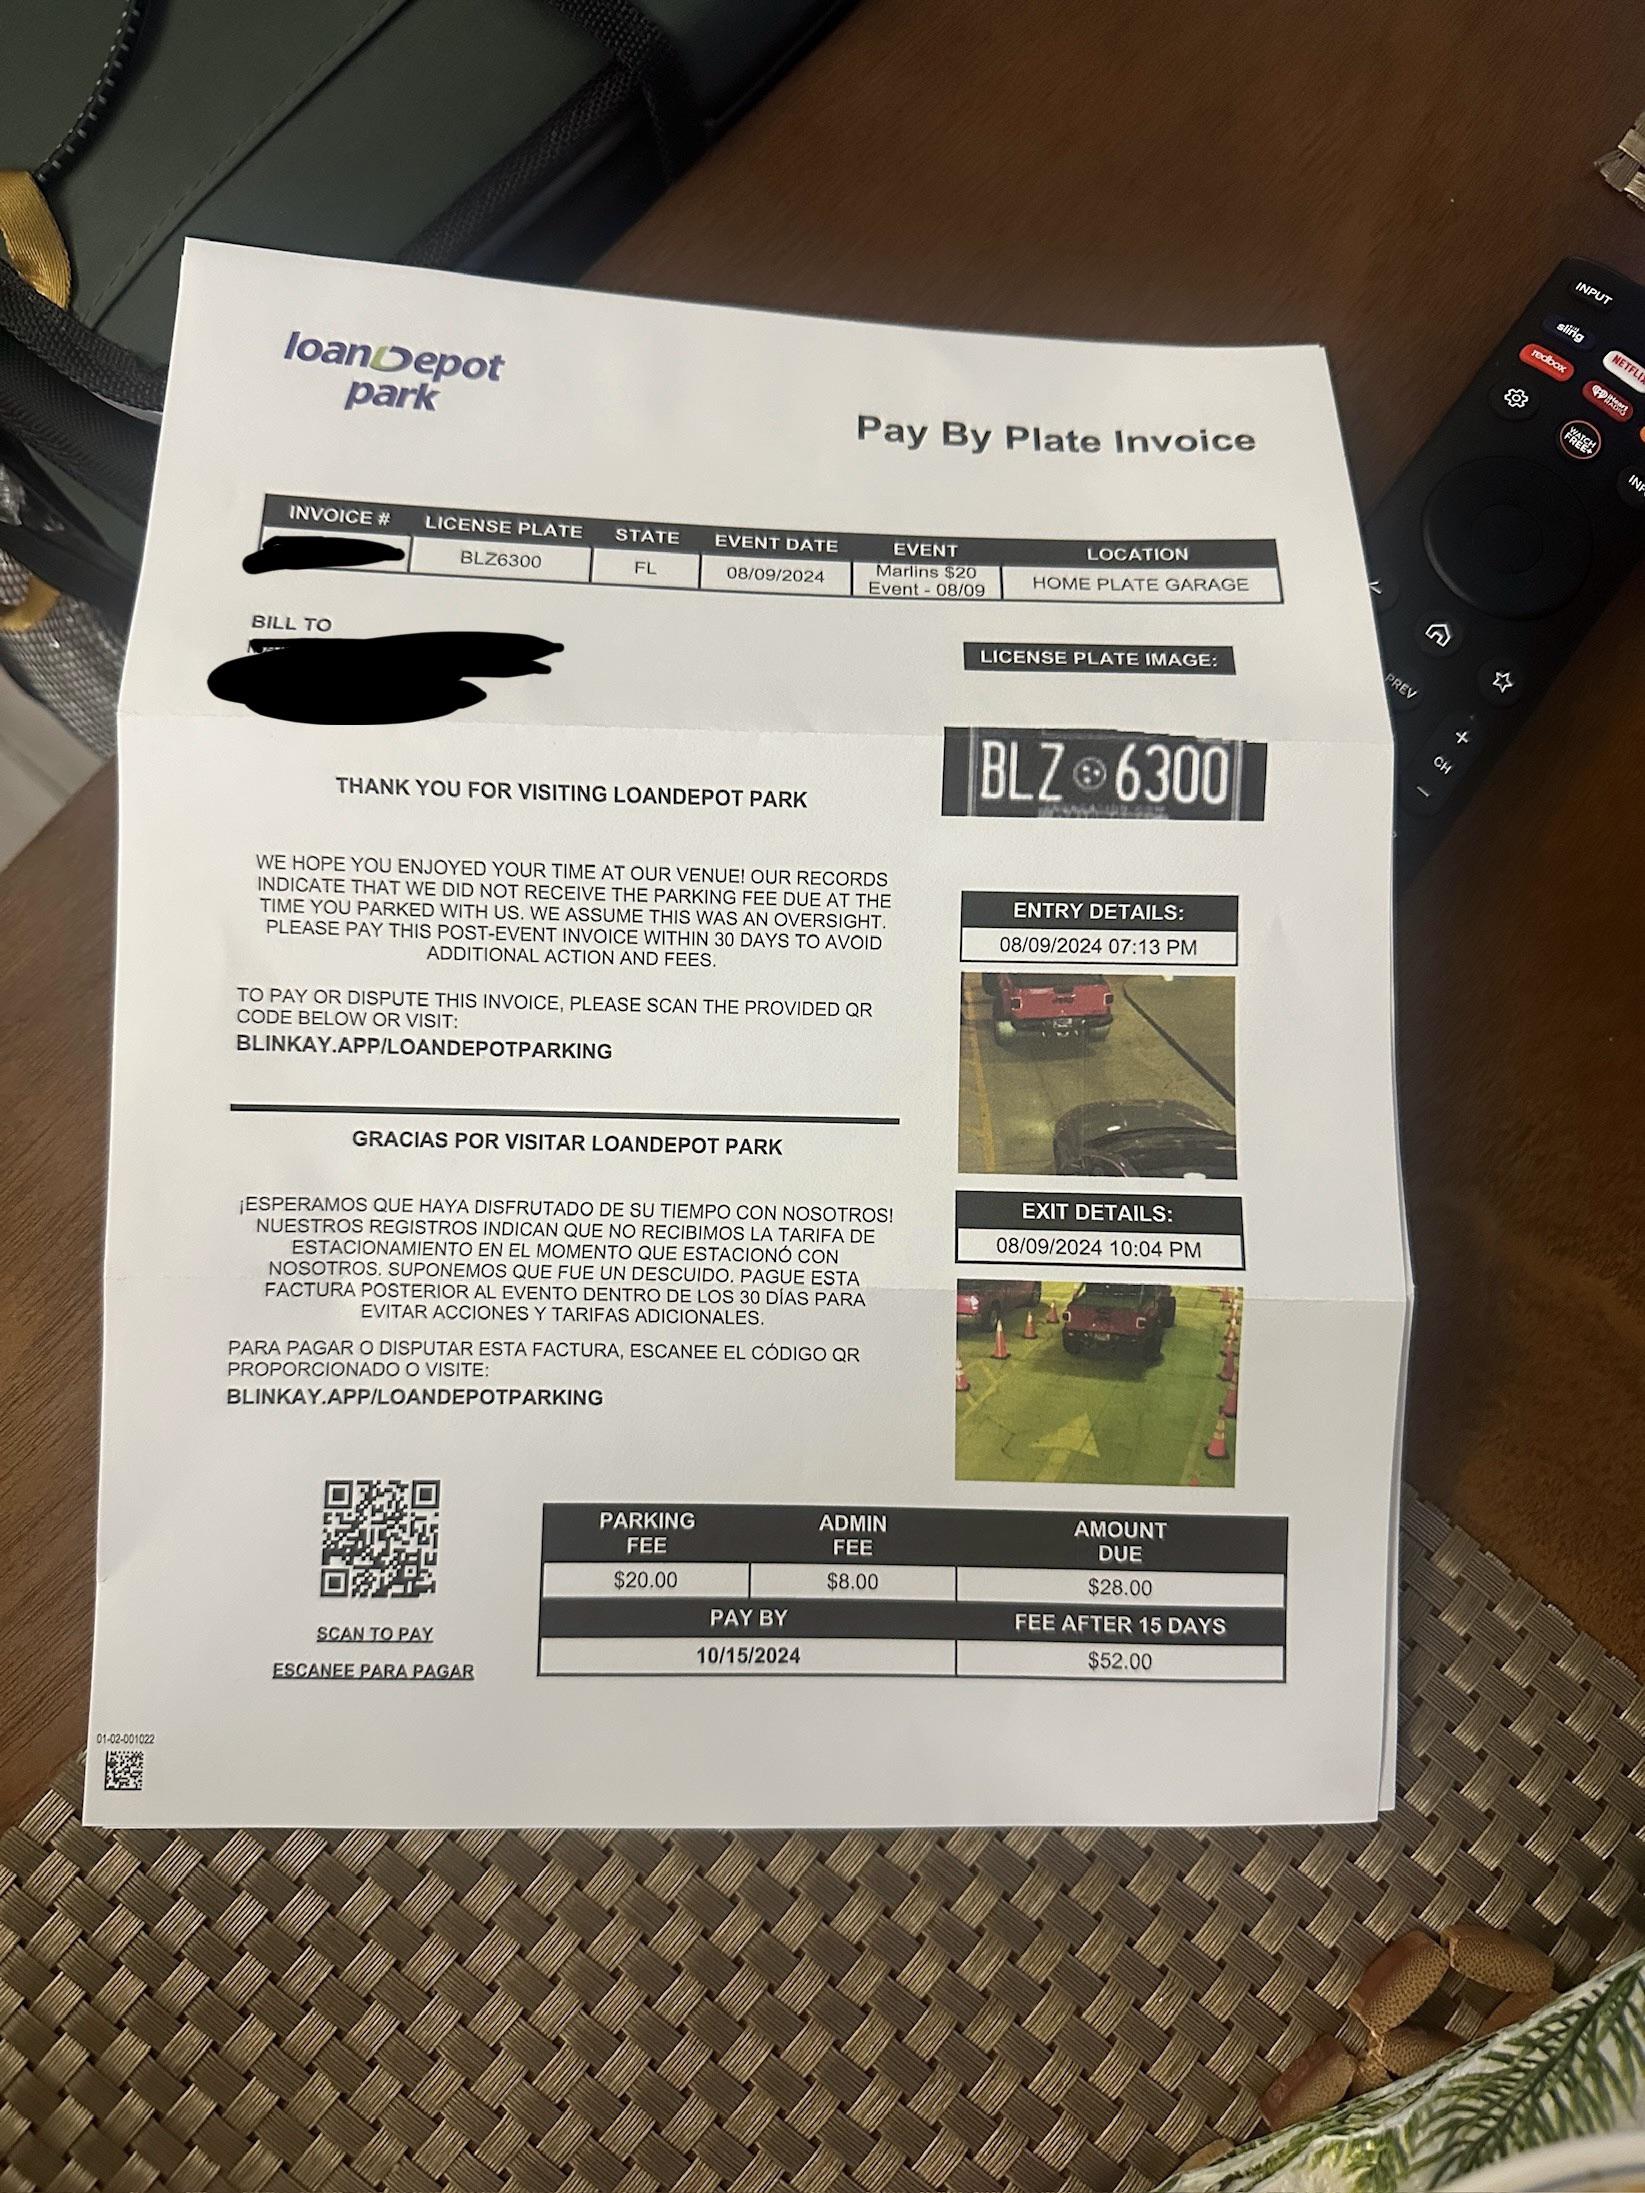 loanDepot
park
Pay By Plate Invoice
INVOICE # LICENSE PLATE STATE EVENT DATE EVENT LOCATION
BLZ6300 FL 08/09/2024 Marlins $20 Event - 08/09 HOME PLATE GARAGE
BILL TO
LICENSE PLATE IMAGE:
BLZ 6300
THANK YOU FOR VISITING LOANDEPOT PARK
WE HOPE YOU ENJOYED YOUR TIME AT OUR VENUE! OUR RECORDS
INDICATE THAT WE DID NOT RECEIVE THE PARKING FEE DUE AT THE
TIME YOU PARKED WITH US. WE ASSUME THIS WAS AN OVERSIGHT.
PLEASE PAY THIS POST-EVENT INVOICE WITHIN 30 DAYS TO AVOID
ADDITIONAL ACTION AND FEES.
TO PAY OR DISPUTE THIS INVOICE, PLEASE SCAN THE PROVIDED QR
CODE BELOW OR VISIT:
BLINKAY.APP/LOANDEPOTPARKING
ENTRY DETAILS:
08/09/2024 07:13 PM
GRACIAS POR VISITAR LOANDEPOT PARK
¡ESPERAMOS QUE HAYA DISFRUTADO DE SU TIEMPO CON NOSOTROS!
NUESTROS REGISTROS INDICAN QUE NO RECIBIMOS LA TARIFA DE
ESTACIONAMIENTO EN EL MOMENTO QUE ESTACIONÓ CON
NOSOTROS. SUPONEMOS QUE FUE UN DESCUIDO. PAGUE ESTA
FACTURA POSTERIOR AL EVENTO DENTRO DE LOS 30 DÍAS PARA
EVITAR ACCIONES Y TARIFAS ADICIONALES.
PARA PAGAR O DISPUTAR ESTA FACTURA, ESCANEE EL CÓDIGO QR
PROPORCIONADO O VISITE:
BLINKAY.APP/LOANDEPOTPARKING
EXIT DETAILS:
08/09/2024 10:04 PM
SCAN TO PAY
ESCANEE PARA PAGAR
PARKING FEE ADMIN FEE AMOUNT DUE
$20.00 $8.00 $28.00
PAY BY FEE AFTER 15 DAYS
10/15/2024 $52.00
01-02-001022
INPUT
sling
redbox
iHeart RADIO
WATCH FREE+
PREV
+
CH
−